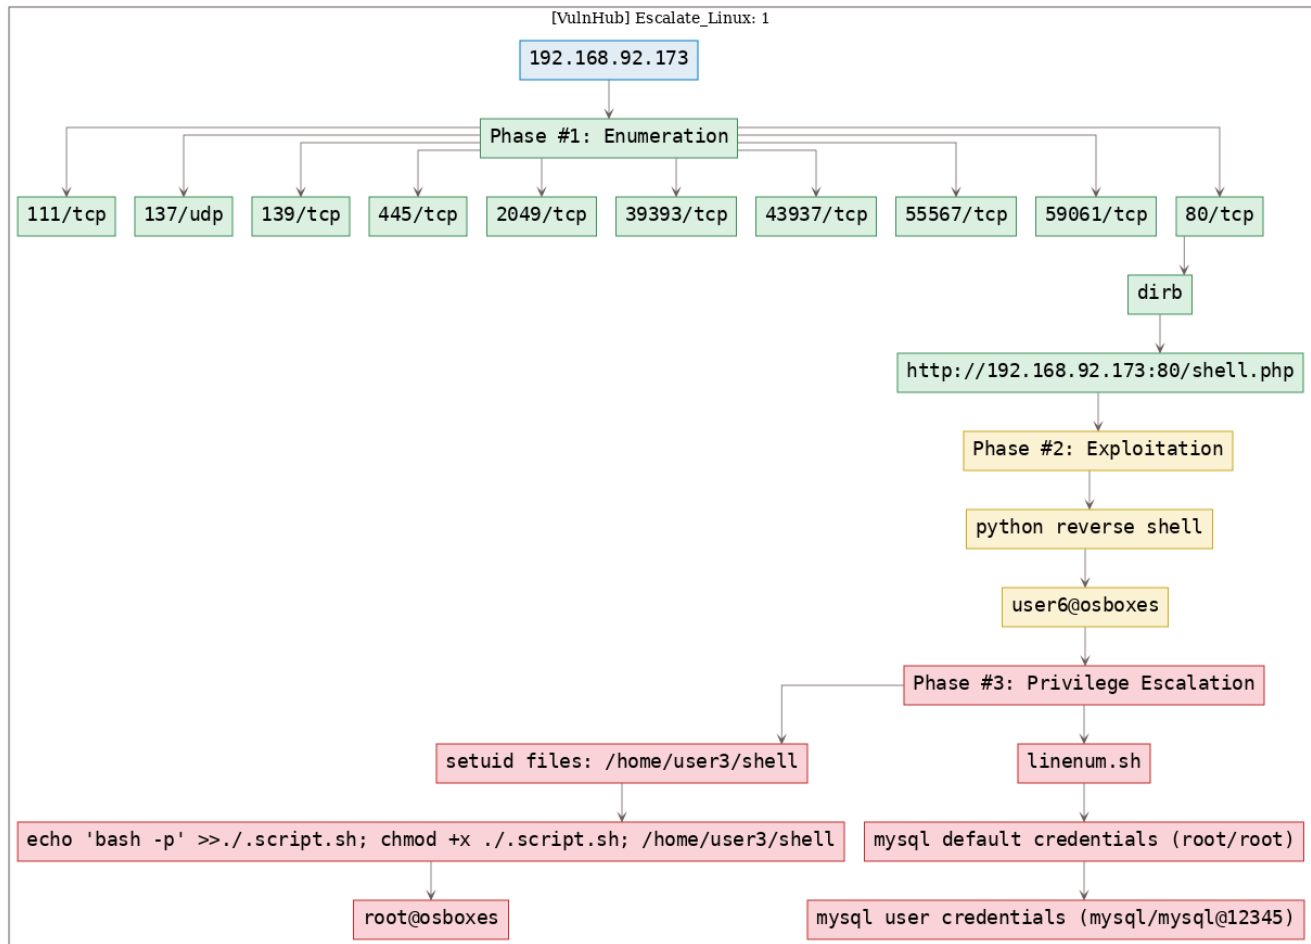 [VulnHub] Escalate_Linux: 1
192.168.92.173
Phase #1: Enumeration
111/tcp
137/udp
139/tcp
445/tcp
2049/tcp
39393/tcp
43937/tcp
55567/tcp
59061/tcp
80/tcp
dirb
http://192.168.92.173:80/shell.php
Phase #2: Exploitation
python reverse shell
user6@osboxes
Phase #3: Privilege Escalation
setuid files: /home/user3/shell
linenum.sh
echo 'bash -p' >>./.script.sh; chmod +x ./.script.sh; /home/user3/shell
mysql default credentials (root/root)
root@osboxes
mysql user credentials (mysql/mysql@12345)